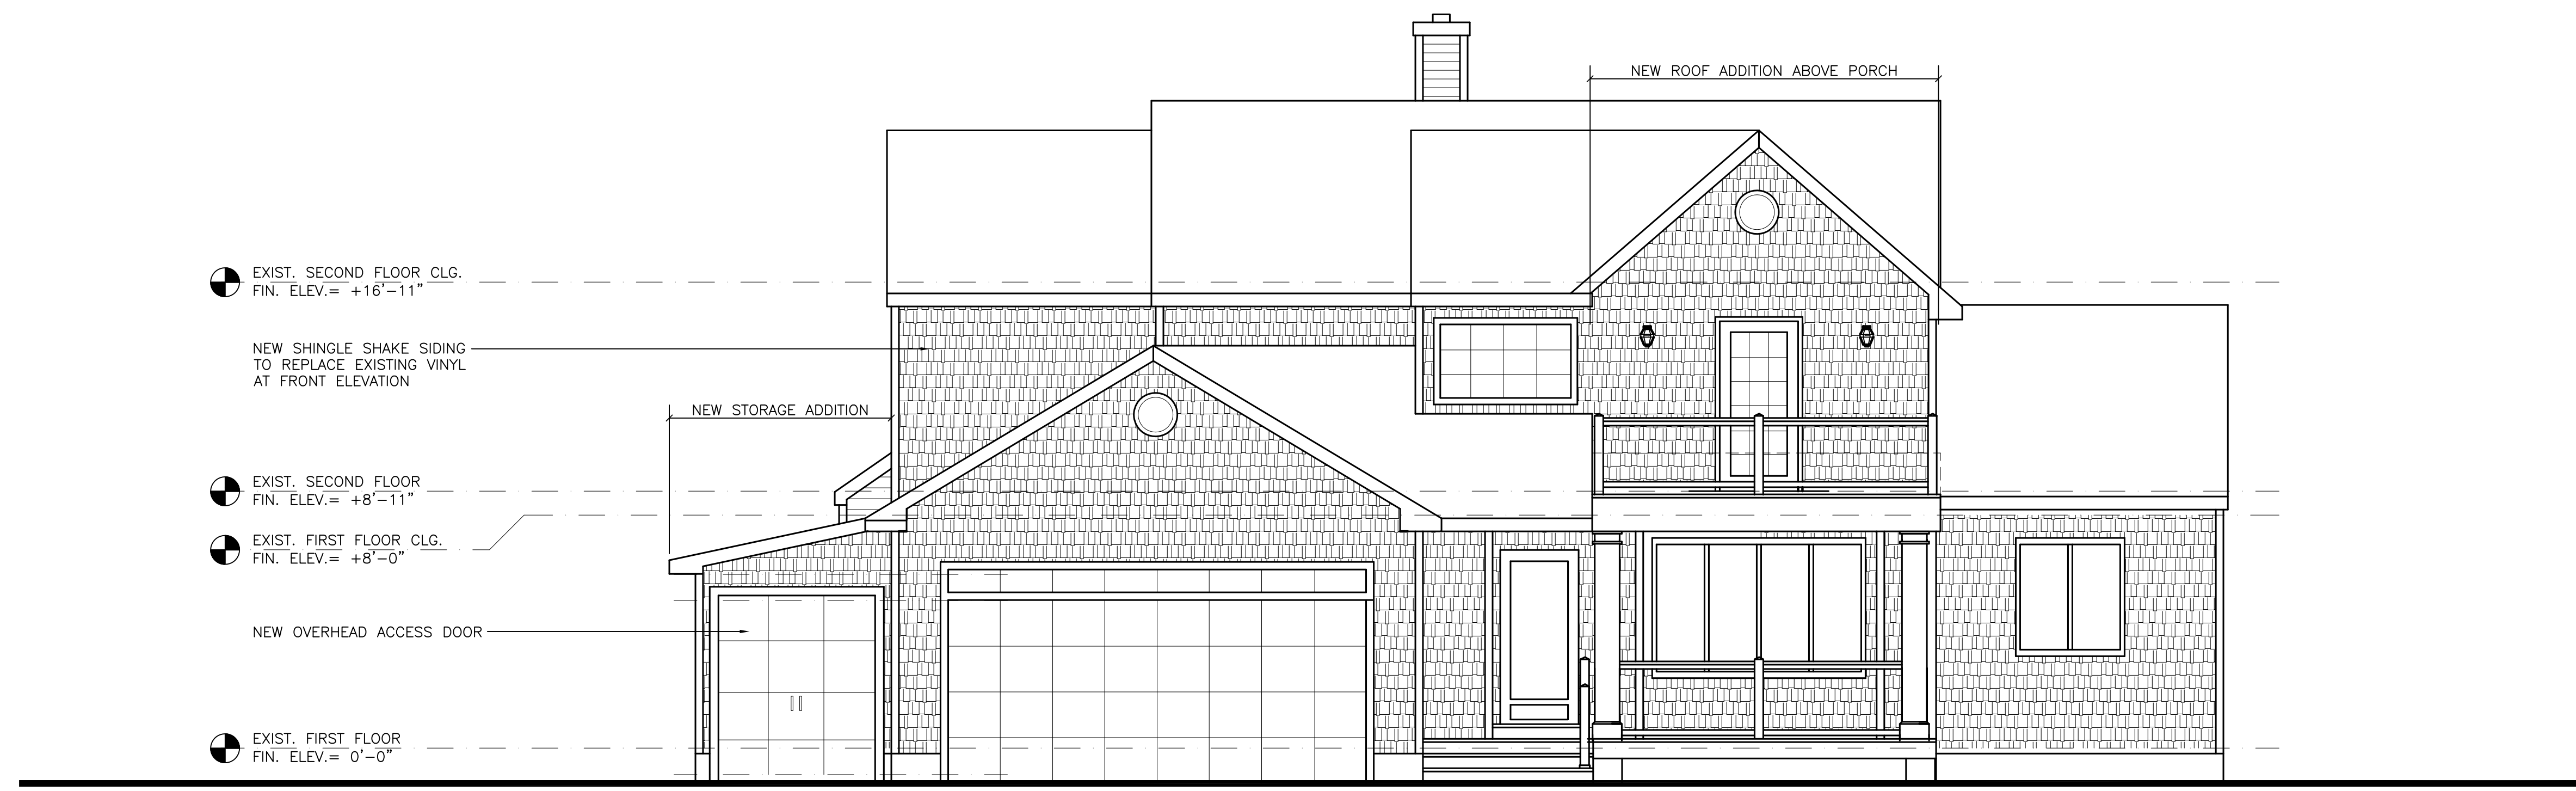 NEW ROOF ADDITION ABOVE PORCH
EXIST. SECOND FLOOR CLG.
FIN. ELEV.= +16'-11"
NEW SHINGLE SHAKE SIDING
TO REPLACE EXISTING VINYL
AT FRONT ELEVATION
NEW STORAGE ADDITION
EXIST. SECOND FLOOR
FIN. ELEV.= +8'-11"
EXIST. FIRST FLOOR CLG.
FIN. ELEV.= +8'-0"
NEW OVERHEAD ACCESS DOOR
EXIST. FIRST FLOOR
FIN. ELEV.= 0'-0"